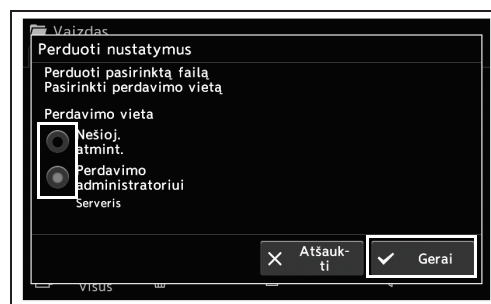 Vaizdas
Perduoti nustatymus
Perduoti pasirinktą failą
Pasirinkti perdavimo vietą
Perdavimo vieta
Nešioj.
atmint.
Perdavimo
administratoriui
Serveris
Atšauk-
ti
Gerai
Visus